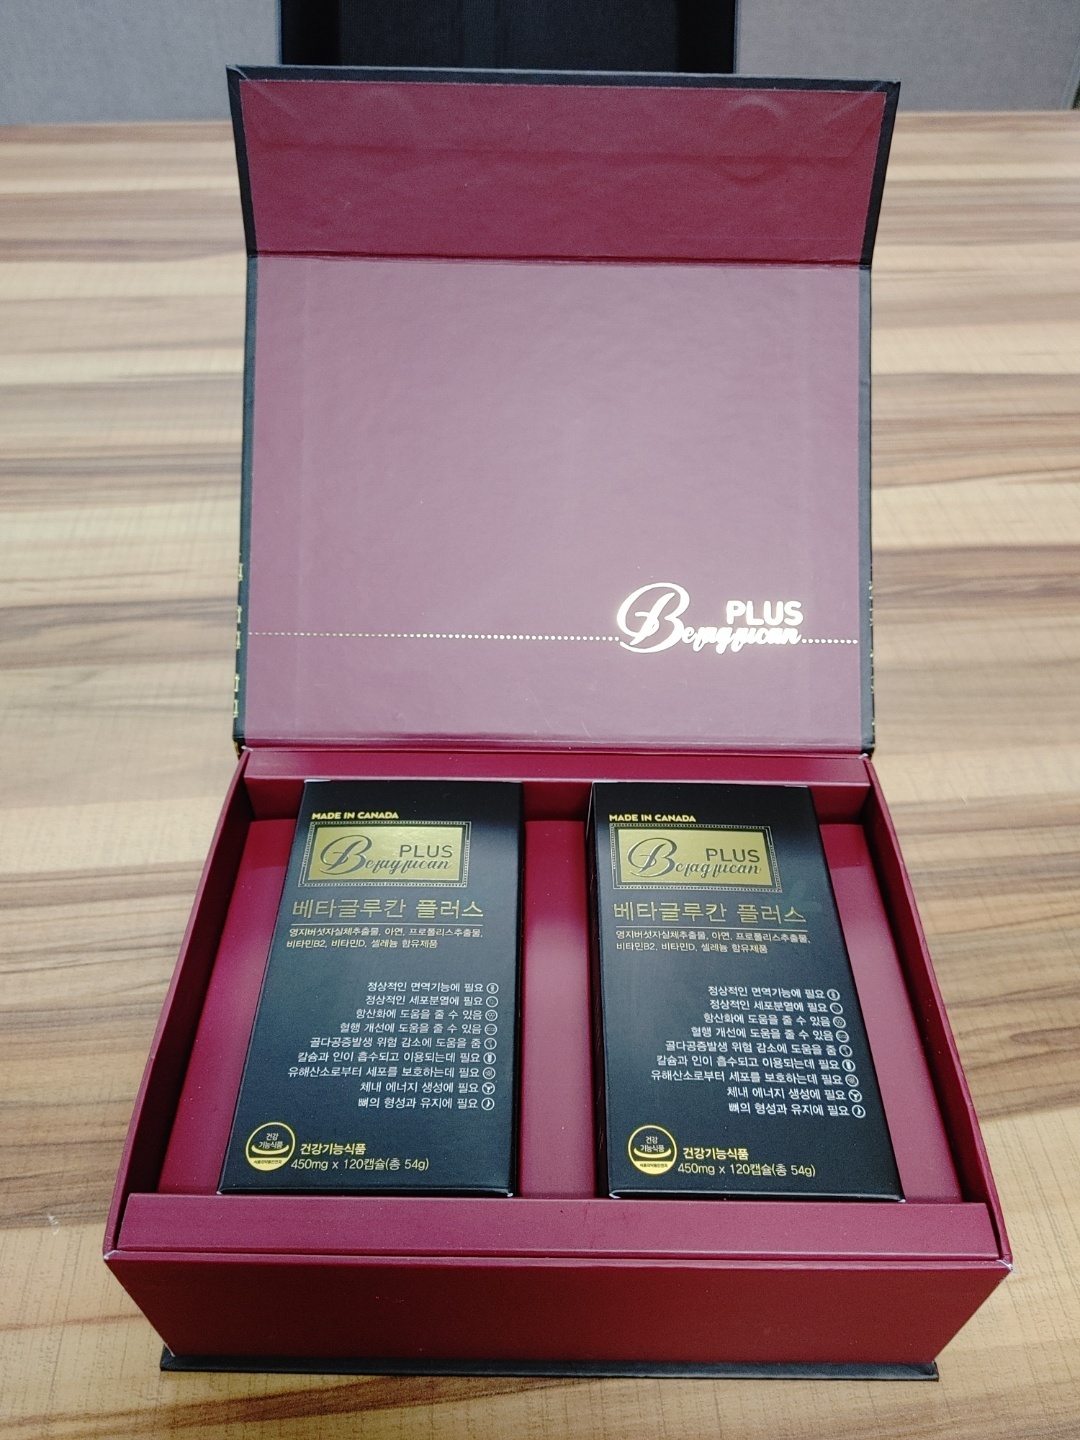 PLUS
Betaglucan
MADE IN CANADA
PLUS
Betaglucan
베타글루칸 플러스
영지버섯자실체추출물, 아연, 프로폴리스추출물,
비타민B2, 비타민D, 셀레늄 함유제품
정상적인 면역기능에 필요
정상적인 세포분열에 필요
항산화에 도움을 줄 수 있음
혈행 개선에 도움을 줄 수 있음
골다공증발생 위험 감소에 도움을 줌
칼슘과 인이 흡수되고 이용되는데 필요
유해산소로부터 세포를 보호하는데 필요
체내 에너지 생성에 필요
뼈의 형성과 유지에 필요
건강
기능식품
식품의약품안전처
건강기능식품
450mg x 120캡슐(총 54g)
MADE IN CANADA
PLUS
Betaglucan
베타글루칸 플러스
영지버섯자실체추출물, 아연, 프로폴리스추출물,
비타민B2, 비타민D, 셀레늄 함유제품
정상적인 면역기능에 필요
정상적인 세포분열에 필요
항산화에 도움을 줄 수 있음
혈행 개선에 도움을 줄 수 있음
골다공증발생 위험 감소에 도움을 줌
칼슘과 인이 흡수되고 이용되는데 필요
유해산소로부터 세포를 보호하는데 필요
체내 에너지 생성에 필요
뼈의 형성과 유지에 필요
건강
기능식품
식품의약품안전처
건강기능식품
450mg x 120캡슐(총 54g)